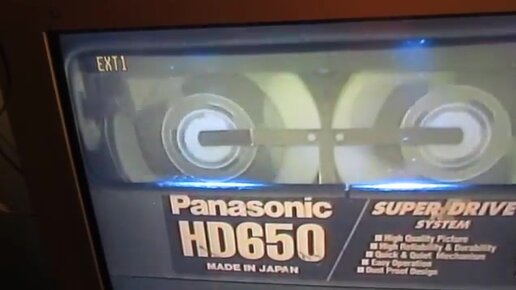 EXT1
Panasonic
HD650
MADE IN JAPAN
SUPER DRIVE
SYSTEM
■ High Quality Picture
■ High Reliability & Durability
■ Quick & Quiet Mechanism
■ Easy Operation
■ Dust Proof Design